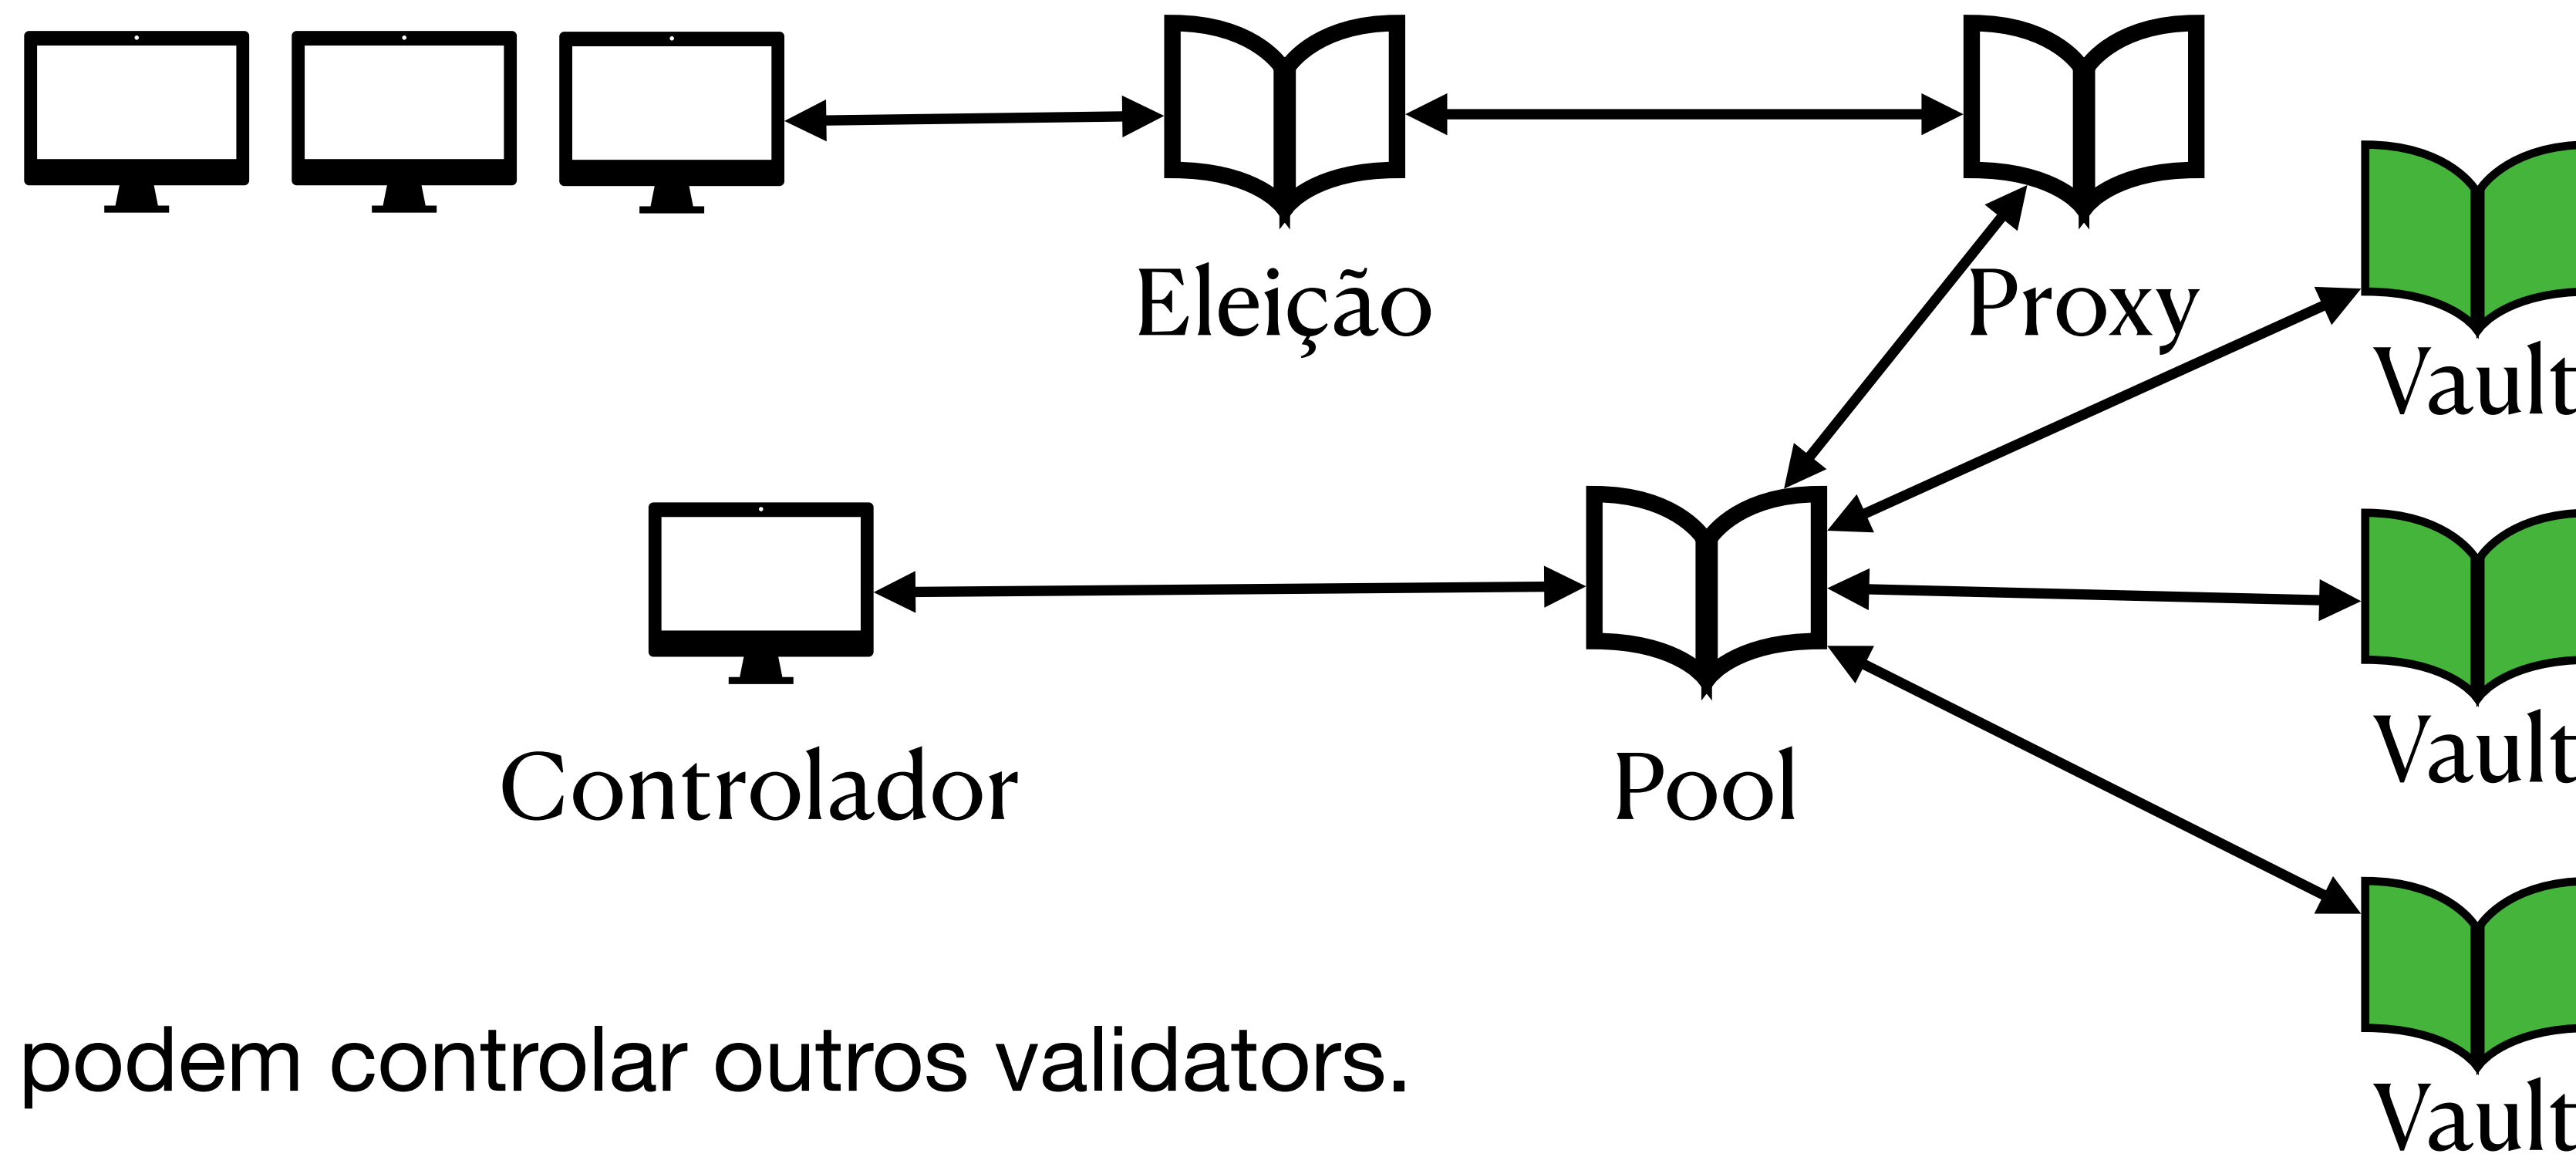 Eleição
Proxy
Vault
Controlador
Pool
Vault
podem controlar outros validators.
Vault